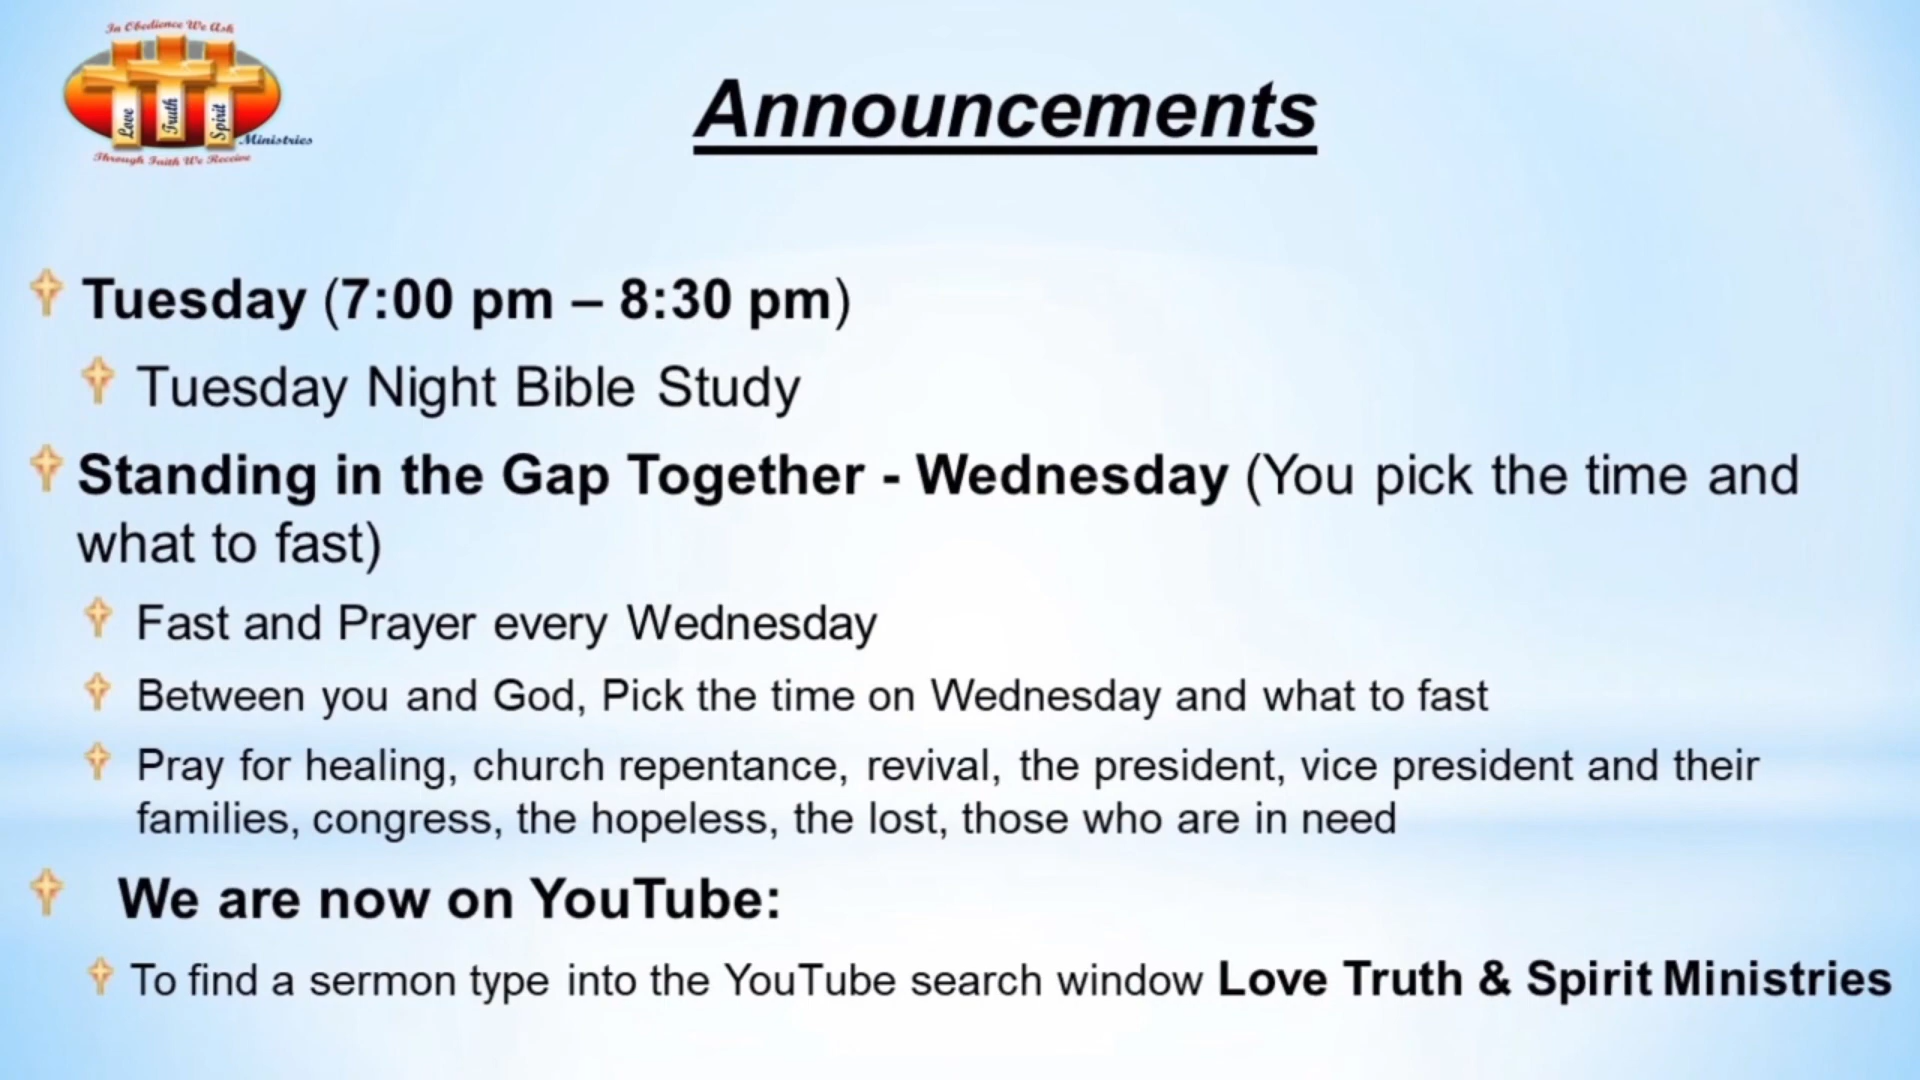 In Obedience We Ask
Love Truth Spirit
Ministries
Through Faith We Receive
Announcements
Tuesday (7:00 pm – 8:30 pm)
Tuesday Night Bible Study
Standing in the Gap Together - Wednesday (You pick the time and
what to fast)
Fast and Prayer every Wednesday
Between you and God, Pick the time on Wednesday and what to fast
Pray for healing, church repentance, revival, the president, vice president and their
families, congress, the hopeless, the lost, those who are in need
We are now on YouTube:
To find a sermon type into the YouTube search window Love Truth & Spirit Ministries